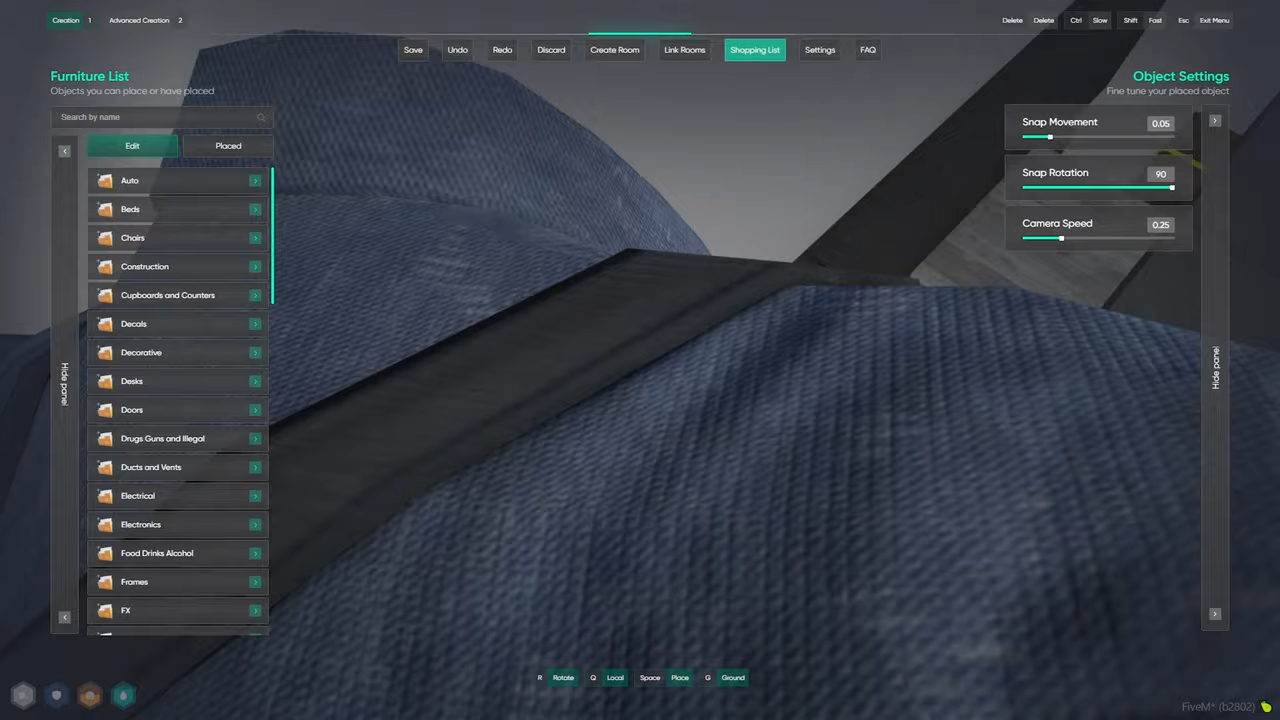 Creation 1 Advanced Creation 2
Delete Delete Ctrl Slow Shift Fast Esc Exit Menu
Save Undo Redo Discard Create Room Link Rooms Shopping List Settings FAQ
Furniture List
Objects you can place or have placed
Search by name
Edit Placed
Auto
Beds
Chairs
Construction
Cupboards and Counters
Decals
Decorative
Desks
Doors
Drugs Guns and Illegal
Ducts and Vents
Electrical
Electronics
Food Drinks Alcohol
Frames
FX
Hide panel
Object Settings
Fine tune your placed object
Snap Movement 0.05
Snap Rotation 90
Camera Speed 0.25
Hide panel
R Rotate Q Local Space Place G Ground
FiveM* (b2802)